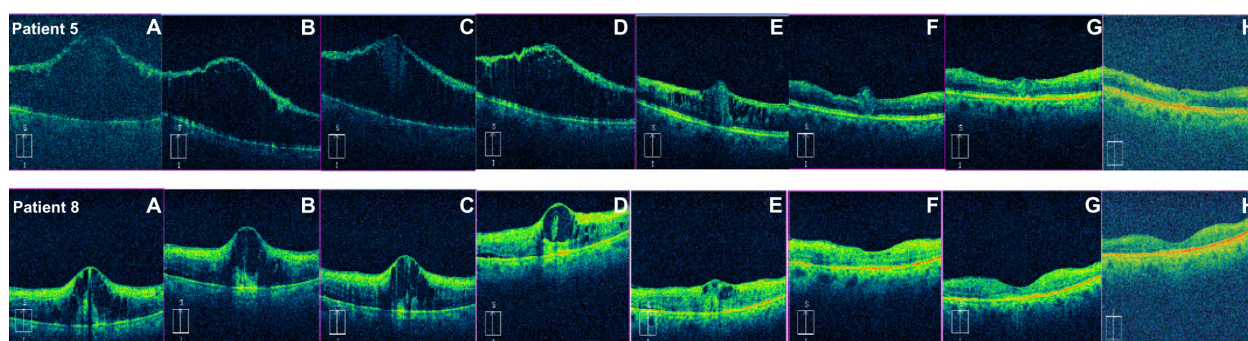 Patient 5 A B C D E F G H
S S S S S S S
I I I I
Patient 8 A B C D E F G H
S S S S S S S